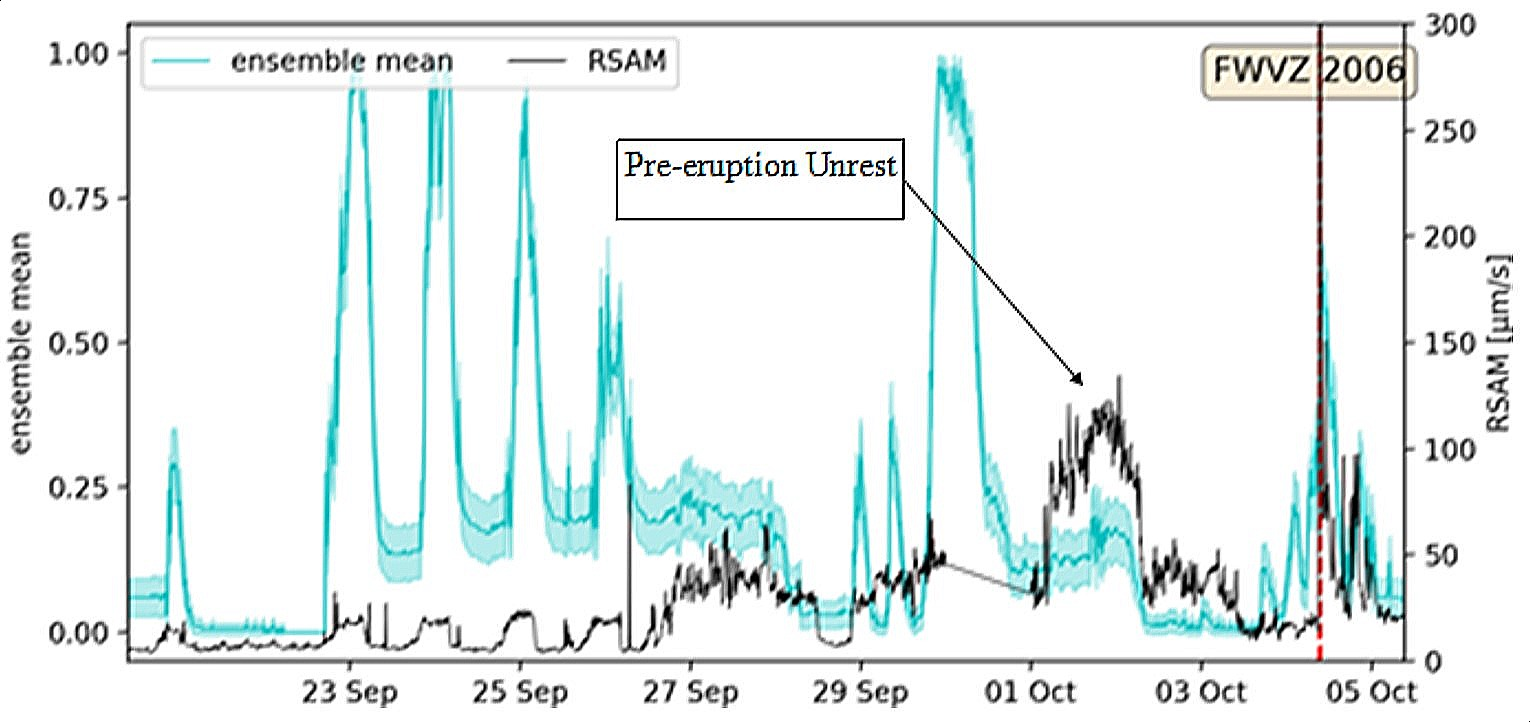 ensemble mean RSAM
FWVZ 2006
Pre-eruption Unrest
ensemble mean
1.00
0.75
0.50
0.25
0.00
RSAM [μm/s]
300
250
200
150
100
50
0
23 Sep 25 Sep 27 Sep 29 Sep 01 Oct 03 Oct 05 Oct